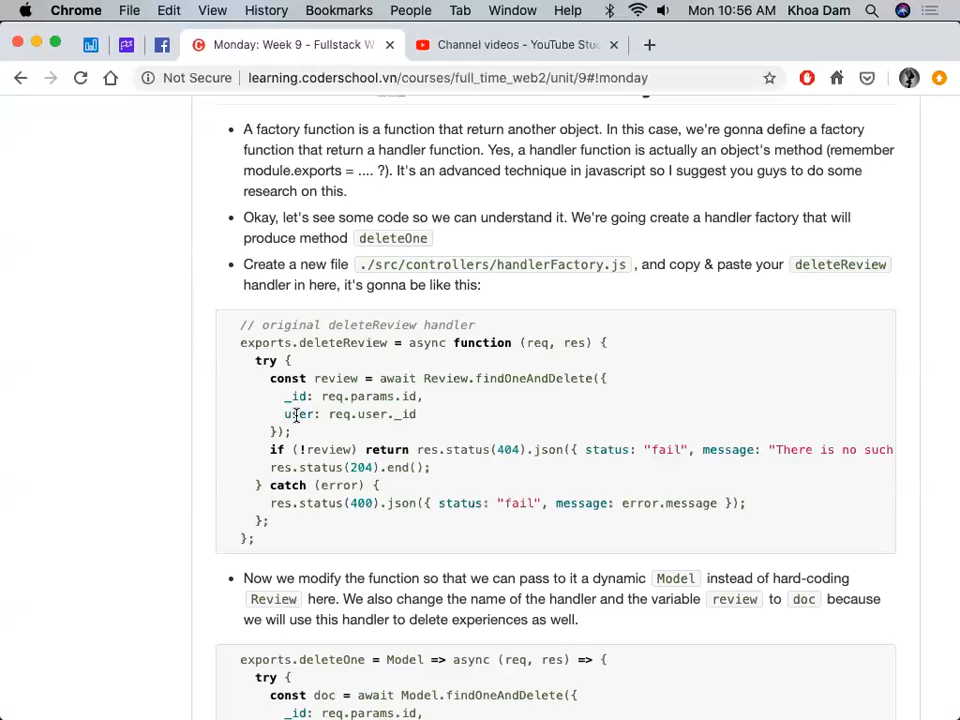 Chrome File Edit View History Bookmarks People Tab Window Help Mon 10:56 AM Khoa Dam
Monday: Week 9 - Fullstack W Channel videos - YouTube Stu
Not Secure learning.coderschool.vn/courses/full_time_web2/unit/9#!monday
• A factory function is a function that return another object. In this case, we're gonna define a factory
function that return a handler function. Yes, a handler function is actually an object's method (remember
module.exports = .... ?). It's an advanced technique in javascript so I suggest you guys to do some
research on this.
• Okay, let's see some code so we can understand it. We're going create a handler factory that will
produce method deleteOne
• Create a new file ./src/controllers/handlerFactory.js , and copy & paste your deleteReview
handler in here, it's gonna be like this:
// original deleteReview handler
exports.deleteReview = async function (req, res) {
try {
const review = await Review.findOneAndDelete({
_id: req.params.id,
user: req.user._id
});
if (!review) return res.status(404).json({ status: "fail", message: "There is no such
res.status(204).end();
} catch (error) {
res.status(400).json({ status: "fail", message: error.message });
};
};
• Now we modify the function so that we can pass to it a dynamic Model instead of hard-coding
Review here. We also change the name of the handler and the variable review to doc because
we will use this handler to delete experiences as well.
exports.deleteOne = Model => async (req, res) => {
try {
const doc = await Model.findOneAndDelete({
_id: req.params.id,